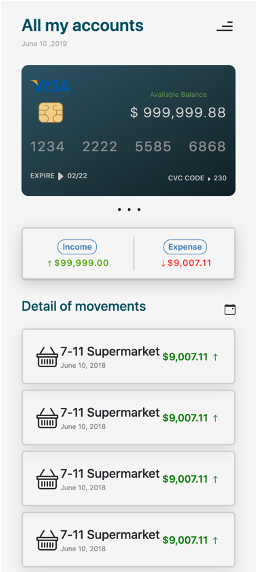 All my accounts
June 10 ,2019
VISA
Available Balance
$ 999,999.88
1234 2222 5585 6868
EXPIRE 02/22
CVC CODE 230
Income
Expense
↑$99,999.00
↓$9,007.11
Detail of movements
7-11 Supermarket
$9,007.11 ↑
June 10, 2018
7-11 Supermarket
$9,007.11 ↑
June 10, 2018
7-11 Supermarket
$9,007.11 ↑
June 10, 2018
7-11 Supermarket
$9,007.11 ↑
June 10, 2018